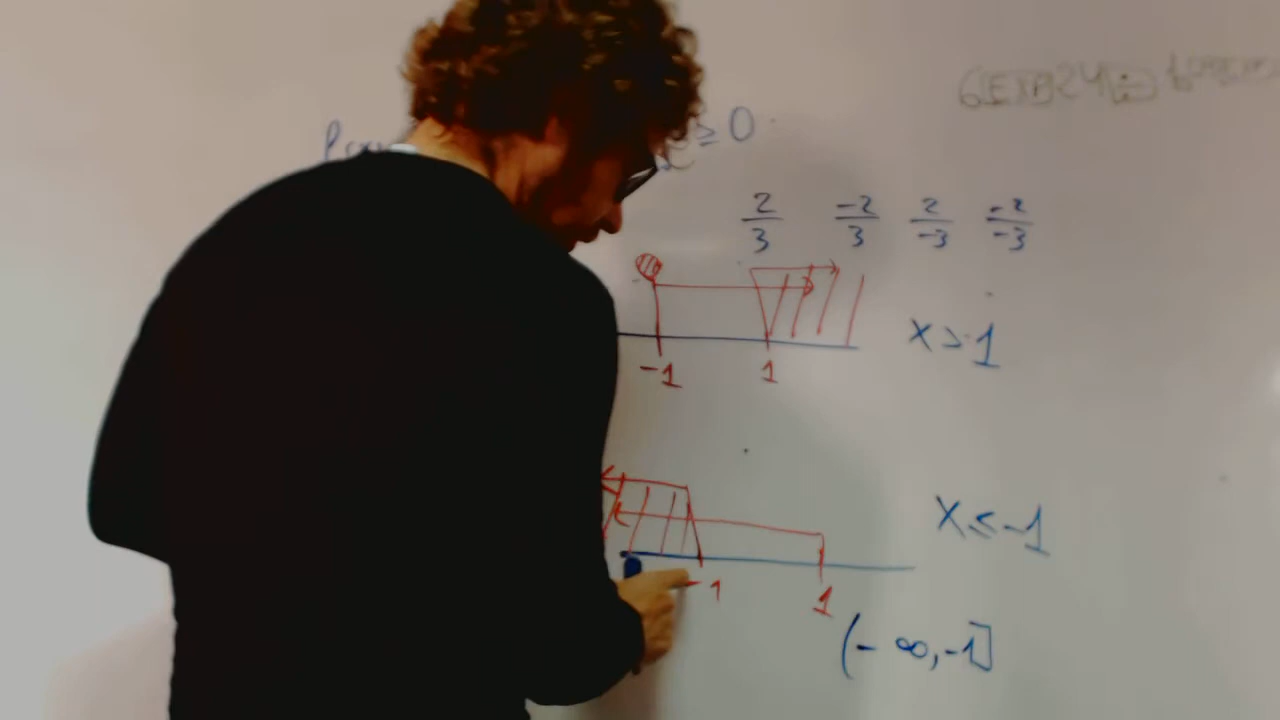 ≥ 0
2/3 -2/3 2/-3 -2/-3
-1 1
x > 1
x ≤ -1
-1 1
(-∞, -1]